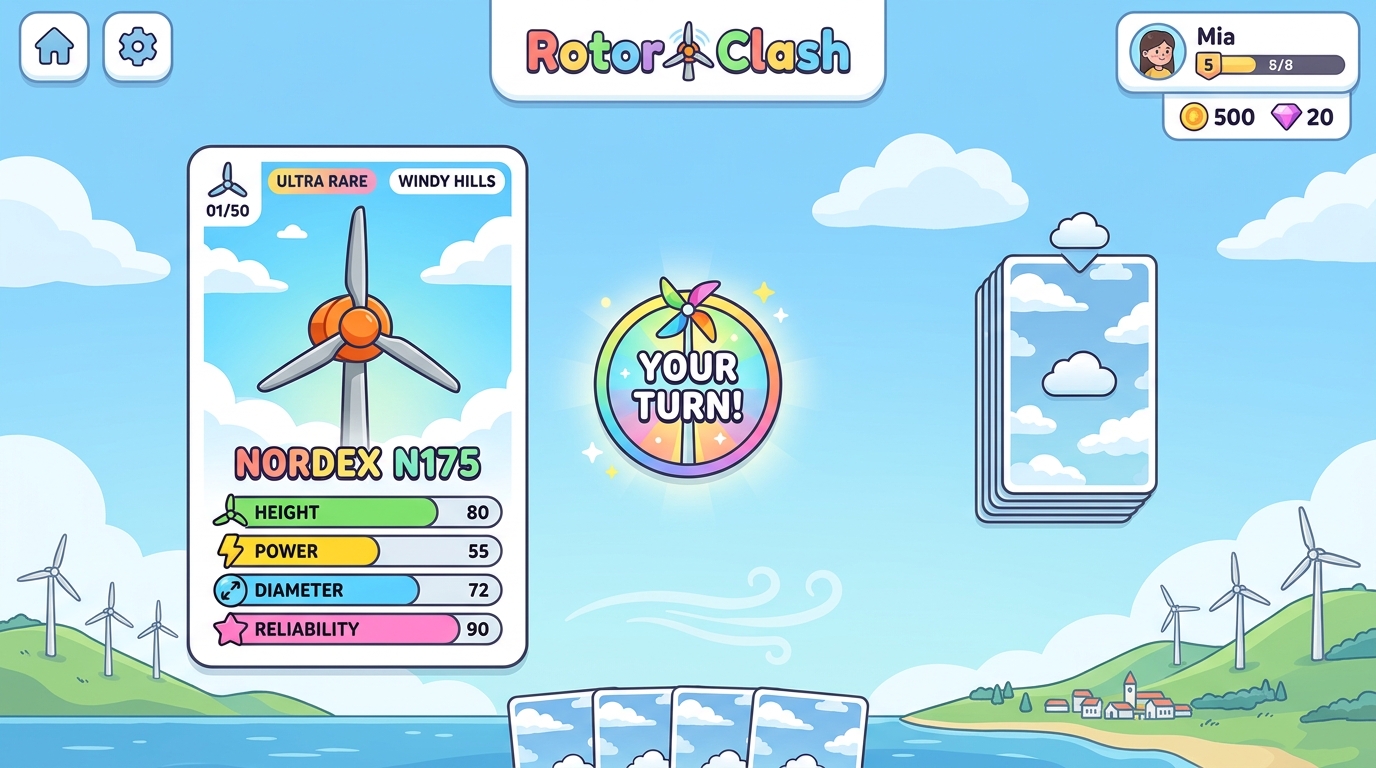 Rotor Clash
Mia
5
5/8
500 20
01/50
ULTRA RARE
WINDY HILLS
NORDEX N175
HEIGHT 80
POWER 55
DIAMETER 72
RELIABILITY 90
YOUR
TURN!